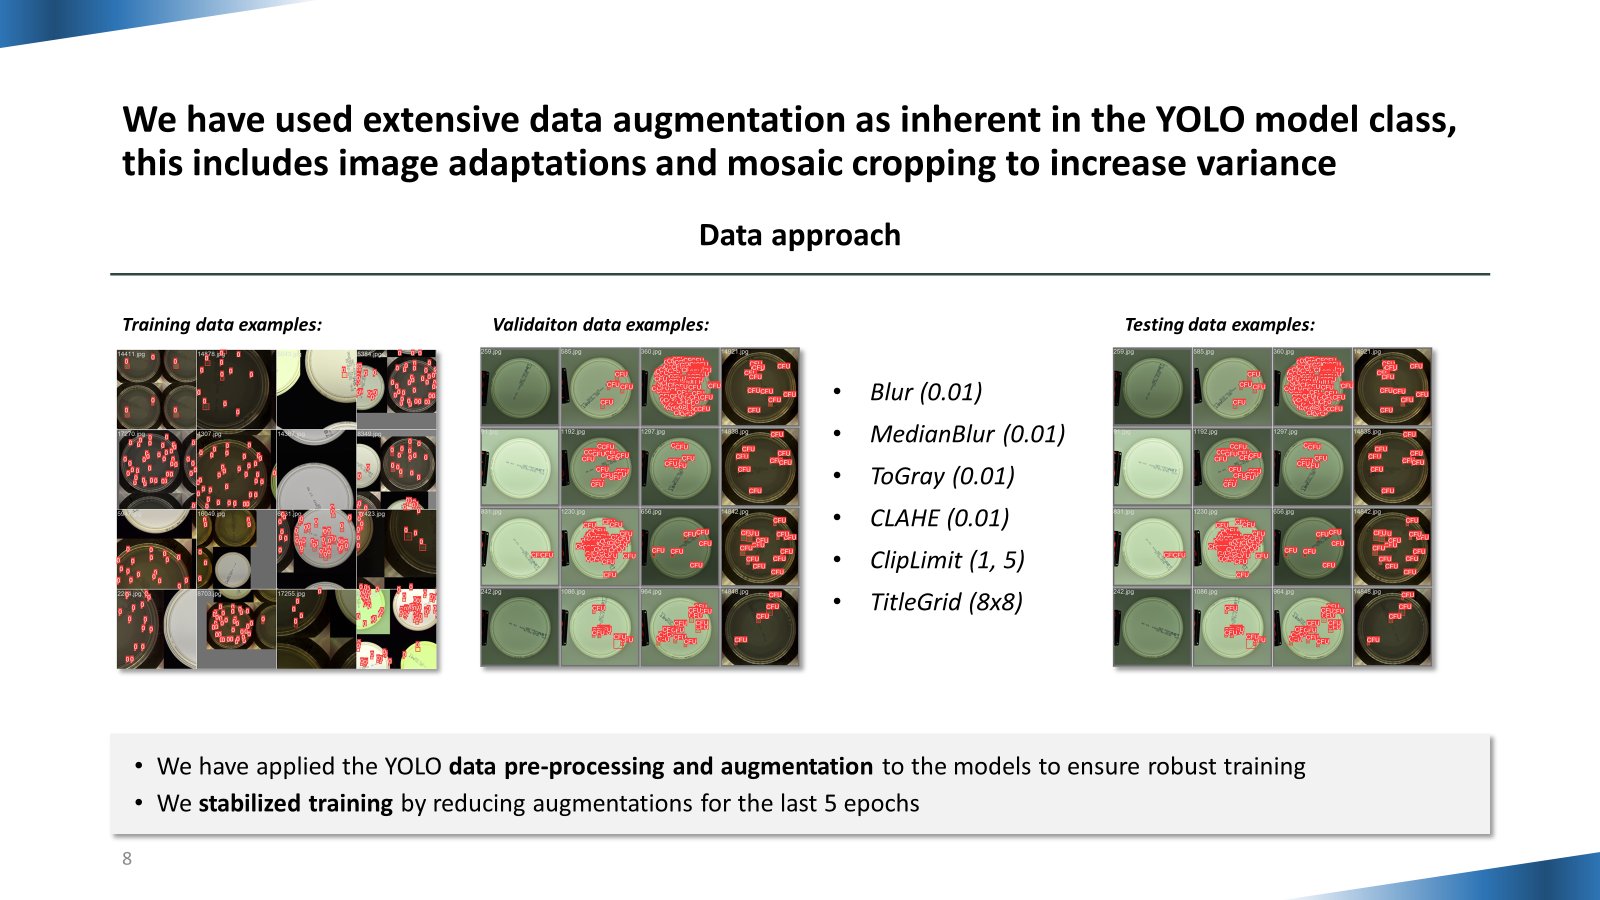 We have used extensive data augmentation as inherent in the YOLO model class,
this includes image adaptations and mosaic cropping to increase variance
Data approach
Training data examples:
Validaiton data examples:
Testing data examples:
• Blur (0.01)
• MedianBlur (0.01)
• ToGray (0.01)
• CLAHE (0.01)
• ClipLimit (1, 5)
• TitleGrid (8x8)
• We have applied the YOLO data pre-processing and augmentation to the models to ensure robust training
• We stabilized training by reducing augmentations for the last 5 epochs
8